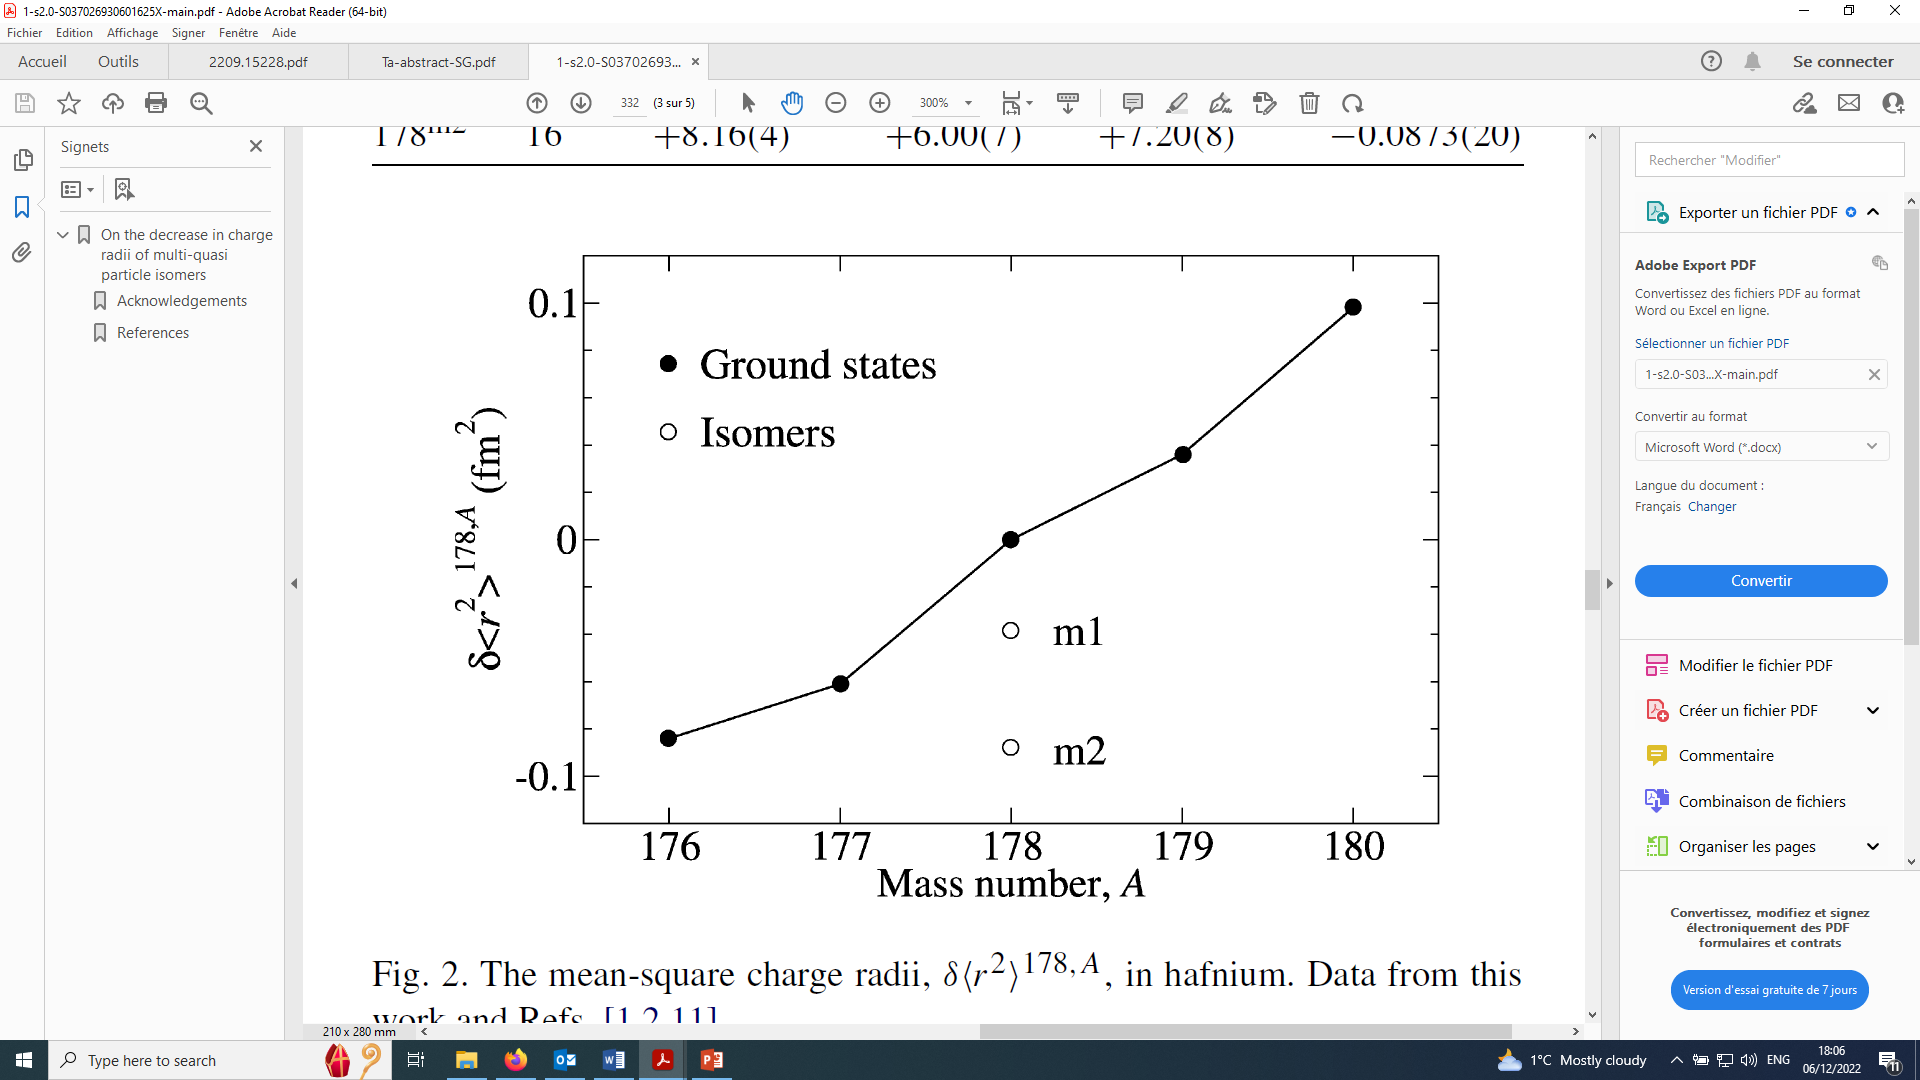 1-s2.0-S037026930601625X-main.pdf - Adobe Acrobat Reader (64-bit)
Fichier Edition Affichage Signer Fenêtre Aide
Accueil Outils 2209.15228.pdf Ta-abstract-SG.pdf 1-s2.0-S03702693... Se connecter
332 (3 sur 5) 300%
Signets
On the decrease in charge
radii of multi-quasi
particle isomers
Acknowledgements
References
178m2 16 +8.16(4) +6.00(7) +7.20(8) −0.0873(20)
0.1
0
-0.1
δ<r2>178,A (fm2)
Ground states
Isomers
m1
m2
176 177 178 179 180
Mass number, A
Fig. 2. The mean-square charge radii, δ⟨r2⟩178,A, in hafnium. Data from this
work and Refs. [1,2,11]
210 x 280 mm
Rechercher "Modifier"
Exporter un fichier PDF
Adobe Export PDF
Convertissez des fichiers PDF au format
Word ou Excel en ligne.
Sélectionner un fichier PDF
1-s2.0-S03...X-main.pdf
Convertir au format
Microsoft Word (*.docx)
Langue du document :
Français Changer
Convertir
Modifier le fichier PDF
Créer un fichier PDF
Commentaire
Combinaison de fichiers
Organiser les pages
Convertissez, modifiez et signez
électroniquement des PDF
formulaires et contrats
Version d'essai gratuite de 7 jours
Type here to search
1°C Mostly cloudy
ENG
18:06
06/12/2022
11